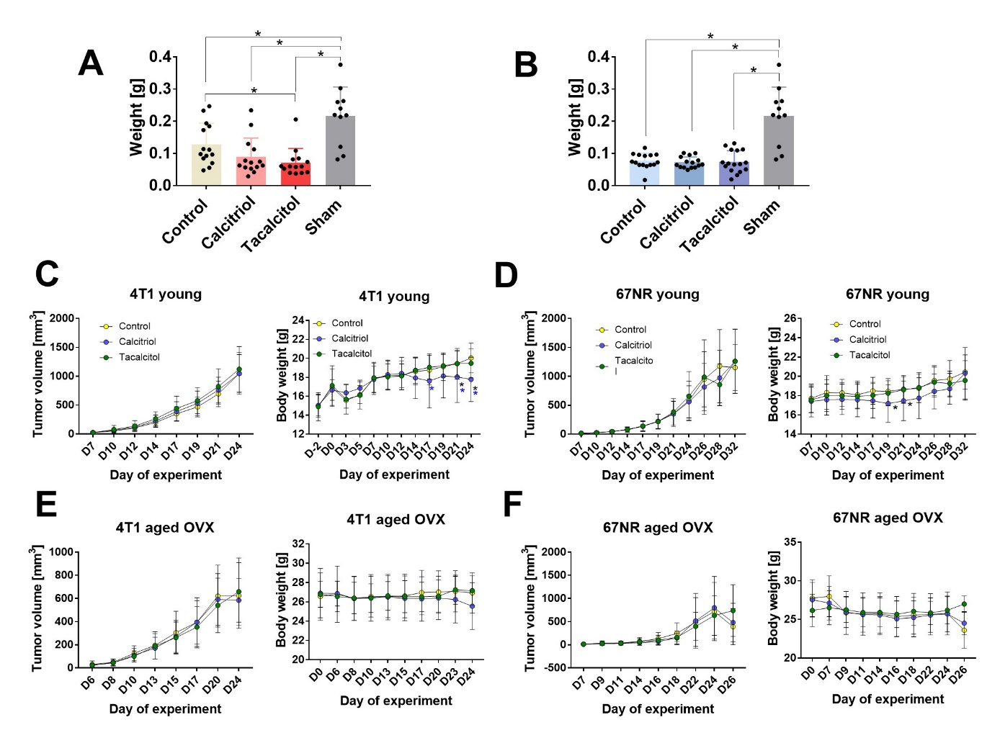 A
Weight [g]
0.4
0.3
0.2
0.1
0.0
*
*
*
*
Control
Calcitriol
Tacalcitol
Sham
B
Weight [g]
0.4
0.3
0.2
0.1
0.0
*
*
*
Control
Calcitriol
Tacalcitol
Sham
C
4T1 young
Tumor volume [mm³]
2000
1500
1000
500
0
Control
Calcitriol
Tacalcitol
D7 D10 D12 D14 D17 D19 D21 D24
Day of experiment
4T1 young
Body weight [g]
24
22
20
18
16
14
12
Control
Calcitriol
Tacalcitol
*
* *
* *
D-2 D0 D3 D5 D7 D10 D12 D14 D17 D19 D21 D24
Day of experiment
D
67NR young
Tumor volume [mm³]
2000
1500
1000
500
0
Control
Calcitriol
Tacalcito
l
D7 D10 D12 D14 D17 D19 D21 D24 D26 D28 D32
Day of experiment
67NR young
Body weight [g]
26
24
22
20
18
16
14
Control
Calcitriol
Tacalcitol
* *
D7 D10 D12 D14 D17 D19 D21 D24 D26 D28 D32
Day of experiment
E
4T1 aged OVX
Tumor volume [mm³]
1000
800
600
400
200
0
D6 D8 D10 D13 D15 D17 D20 D24
Day of experiment
4T1 aged OVX
Body weight [g]
32
30
28
26
24
22
20
D0 D6 D8 D10 D13 D15 D17 D20 D23 D24
Day of experiment
F
67NR aged OVX
Tumor volume [mm³]
2000
1500
1000
500
0
-500
D7 D9 D11 D14 D16 D18 D22 D24 D26
Day of experiment
67NR aged OVX
Body weight [g]
35
30
25
20
D0 D7 D9 D11 D14 D16 D18 D22 D24 D26
Day of experiment